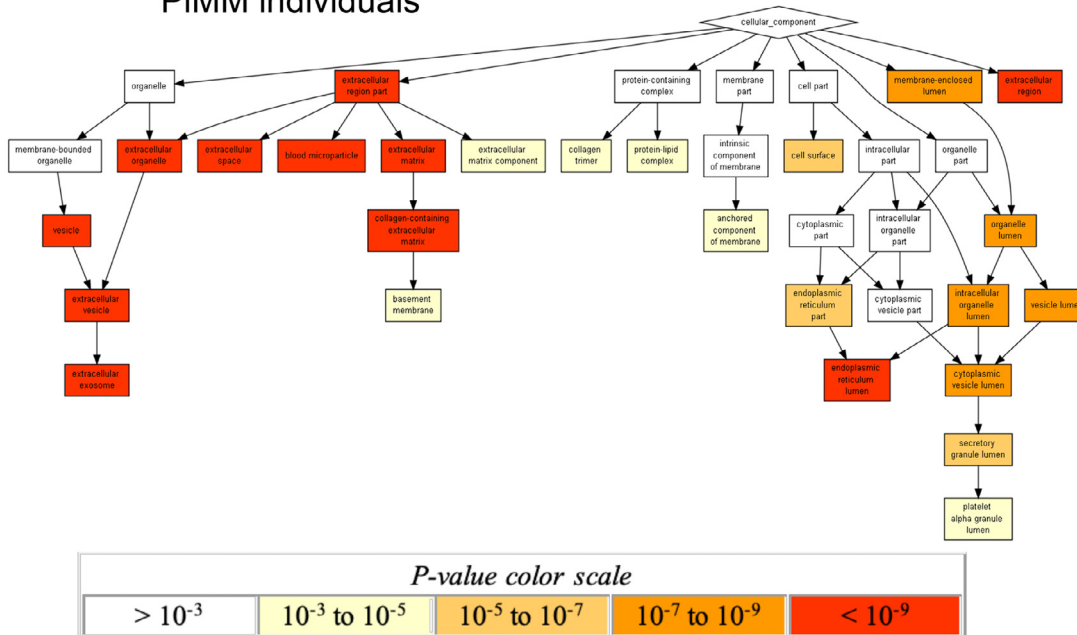 PiMM individuals
cellular_component
organelle
extracellular
region part
protein-containing
complex
membrane
part
cell part
membrane-enclosed
lumen
extracellular
region
membrane-bounded
organelle
extracellular
organelle
extracellular
space
blood microparticle
extracellular
matrix
extracellular
matrix component
collagen
trimer
protein-lipid
complex
intrinsic
component
of membrane
cell surface
intracellular
part
organelle
part
vesicle
collagen-containing
extracellular
matrix
anchored
component
of membrane
cytoplasmic
part
intracellular
organelle
part
organelle
lumen
extracellular
vesicle
basement
membrane
endoplasmic
reticulum
part
cytoplasmic
vesicle part
intracellular
organelle
lumen
vesicle lume
extracellular
exosome
endoplasmic
reticulum
lumen
cytoplasmic
vesicle lumen
secretory
granule lumen
platelet
alpha granule
lumen
P-value color scale
> 10⁻³ 10⁻³ to 10⁻⁵ 10⁻⁵ to 10⁻⁷ 10⁻⁷ to 10⁻⁹ < 10⁻⁹